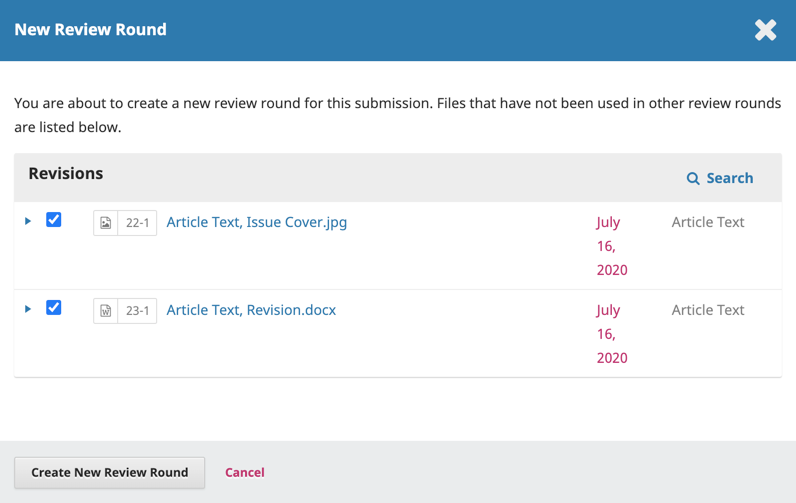 New Review Round
You are about to create a new review round for this submission. Files that have not been used in other review rounds
are listed below.
Revisions
Search
22-1 Article Text, Issue Cover.jpg July 16, 2020 Article Text
23-1 Article Text, Revision.docx July 16, 2020 Article Text
Create New Review Round Cancel